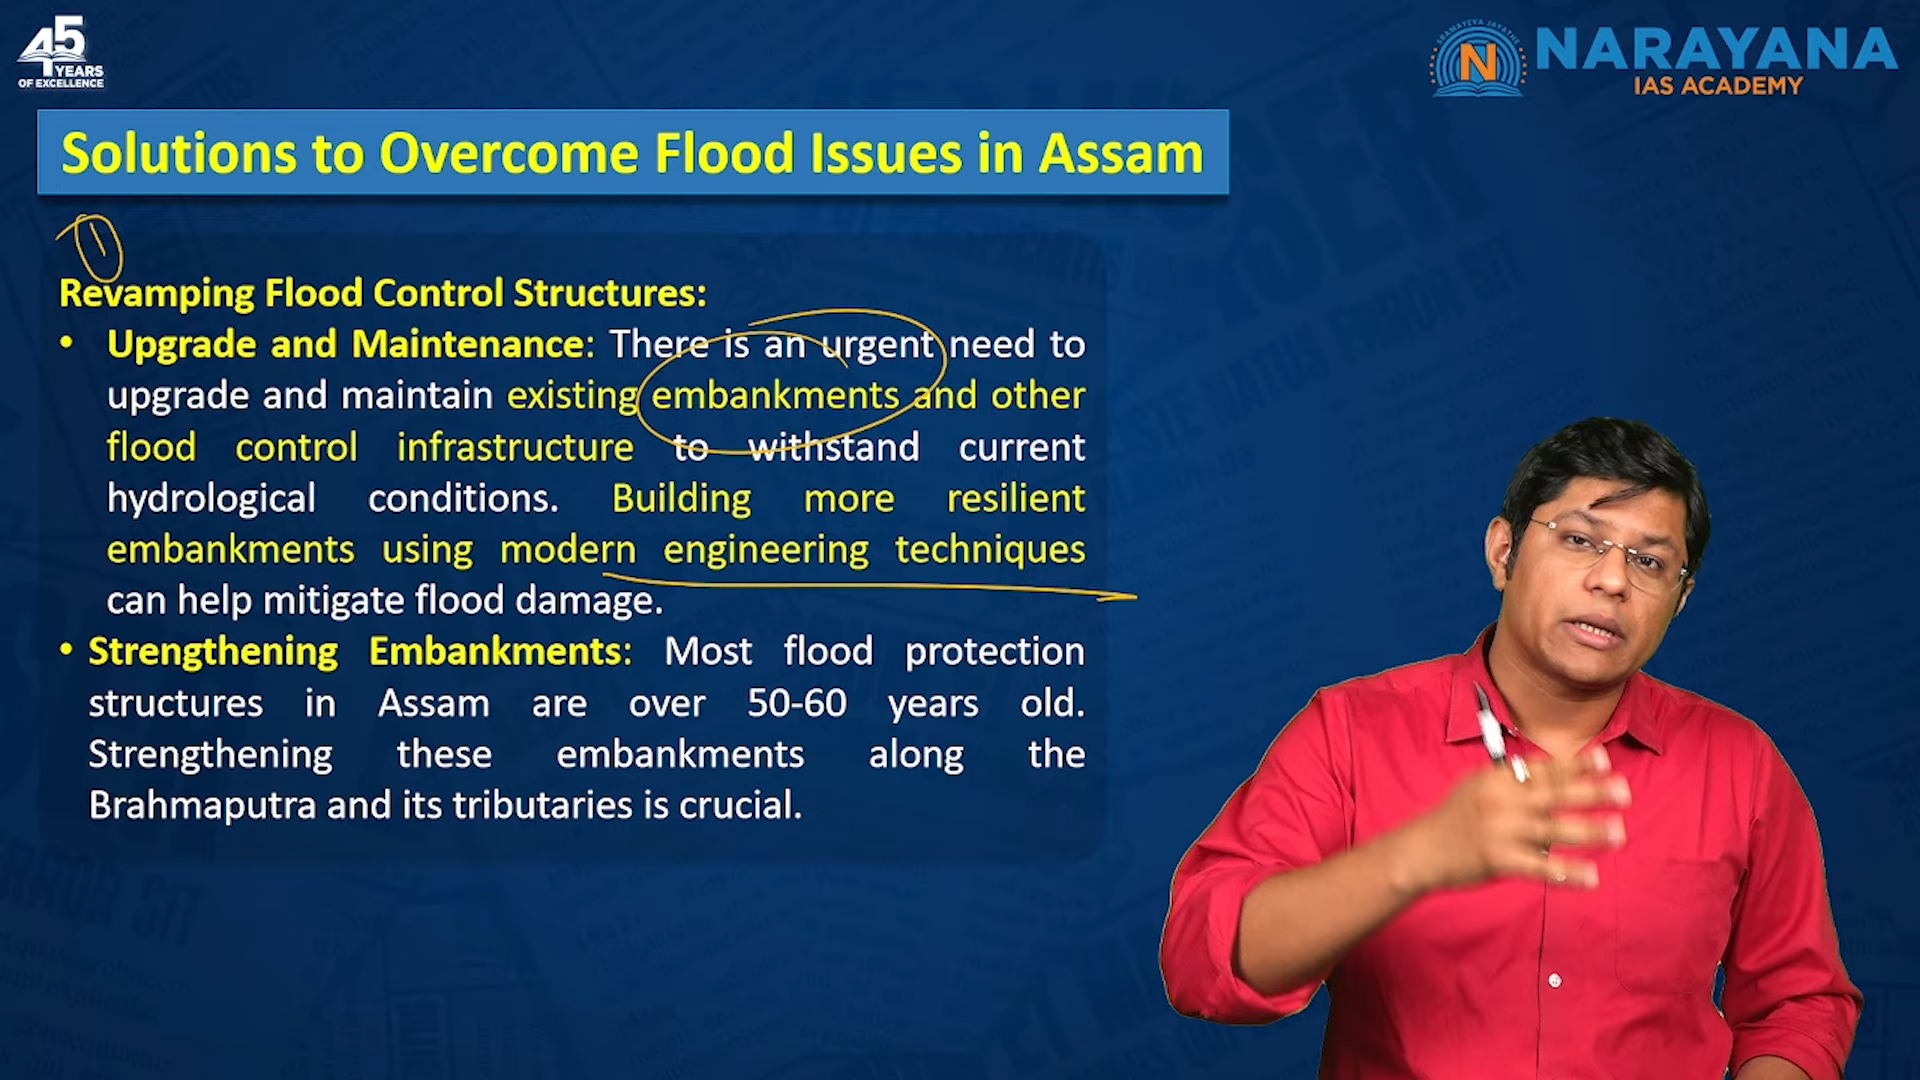 45
YEARS
OF EXCELLENCE
NARAYANA
IAS ACADEMY
Solutions to Overcome Flood Issues in Assam
1
Revamping Flood Control Structures:
• Upgrade and Maintenance: There is an urgent need to
upgrade and maintain existing embankments and other
flood control infrastructure to withstand current
hydrological conditions. Building more resilient
embankments using modern engineering techniques
can help mitigate flood damage.
• Strengthening Embankments: Most flood protection
structures in Assam are over 50-60 years old.
Strengthening these embankments along the
Brahmaputra and its tributaries is crucial.